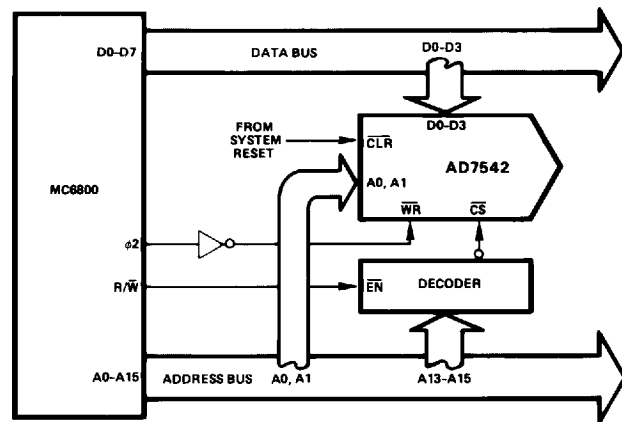 D0–D7
DATA BUS
D0–D3
D0–D3
FROM
SYSTEM
RESET
CLR
AD7542
A0, A1
MC6800
WR
CS
φ2
R/W
EN
DECODER
A0–A15
ADDRESS BUS
A0, A1
A13–A15